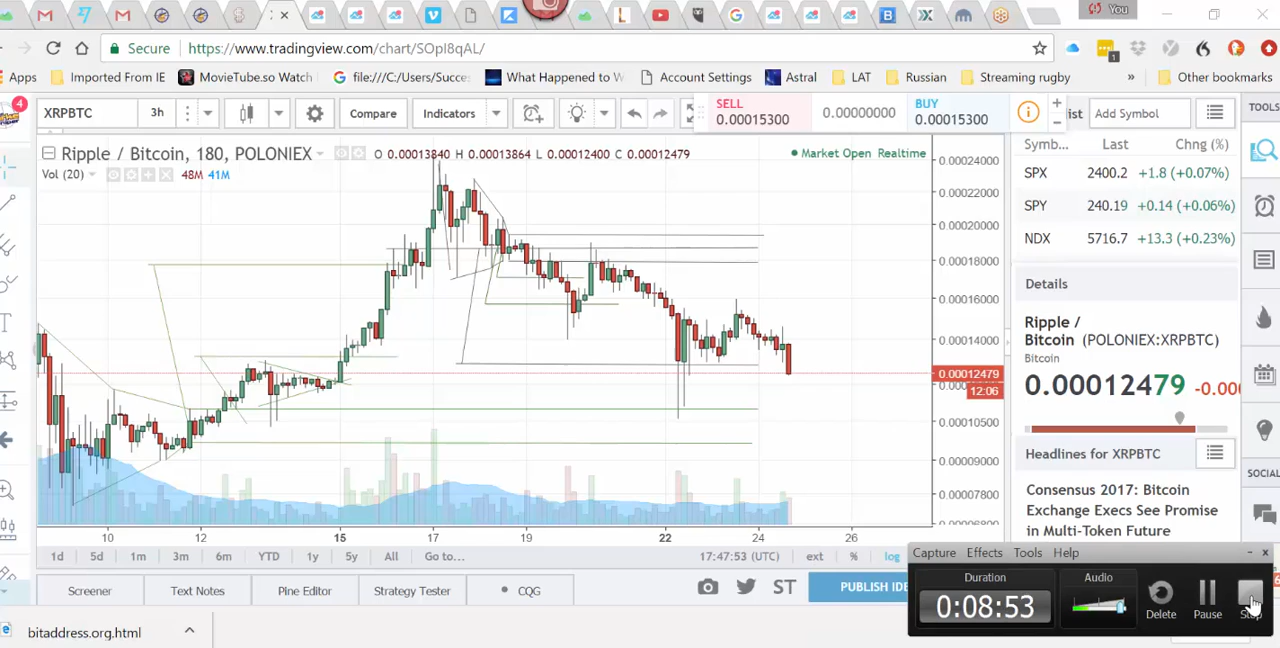 You
Secure https://www.tradingview.com/chart/SOpI8qAL/
1
Apps Imported From IE MovieTube.so Watch file:///C:/Users/Succe: What Happened to W Account Settings Astral LAT Russian Streaming rugby » Other bookmarks
4
XRPBTC 3h Compare Indicators
SELL
0.00015300
0.00000000
BUY
0.00015300
+
−
ist Add Symbol TOOLS
Ripple / Bitcoin, 180, POLONIEX O 0.00013840 H 0.00013864 L 0.00012400 C 0.00012479 Market Open Realtime
Vol (20) 48M 41M
0.00024000
0.00022000
0.00020000
0.00018000
0.00016000
0.00014000
0.00012479
12:06
0.00010500
0.00009000
0.00007800
10 12 15 17 19 22 24 26
Symb... Last Chng (%)
SPX 2400.2 +1.8 (+0.07%)
SPY 240.19 +0.14 (+0.06%)
NDX 5716.7 +13.3 (+0.23%)
Details
Ripple /
Bitcoin (POLONIEX:XRPBTC)
Bitcoin
0.00012479 -0.00
Headlines for XRPBTC
Consensus 2017: Bitcoin
Exchange Execs See Promise
in Multi-Token Future
SOCIAL
1d 5d 1m 3m 6m YTD 1y 5y All Go to... 17:47:53 (UTC) ext % log
Screener Text Notes Pine Editor Strategy Tester CQG ST PUBLISH IDE
Capture Effects Tools Help
Duration
0:08:53
Audio
Delete Pause Stop
bitaddress.org.html